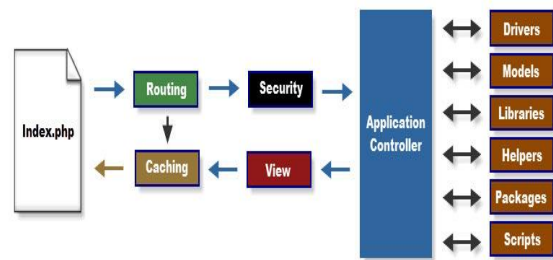 Index.php
Routing
Security
Caching
View
Application
Controller
Drivers
Models
Libraries
Helpers
Packages
Scripts